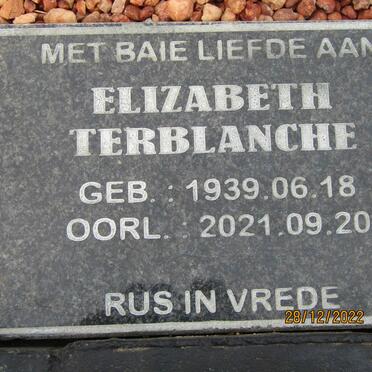 MET BAIE LIEFDE AAN
ELIZABETH
TERBLANCHE
GEB. : 1939.06.18
OORL. : 2021.09.20
RUS IN VREDE
28/12/2022